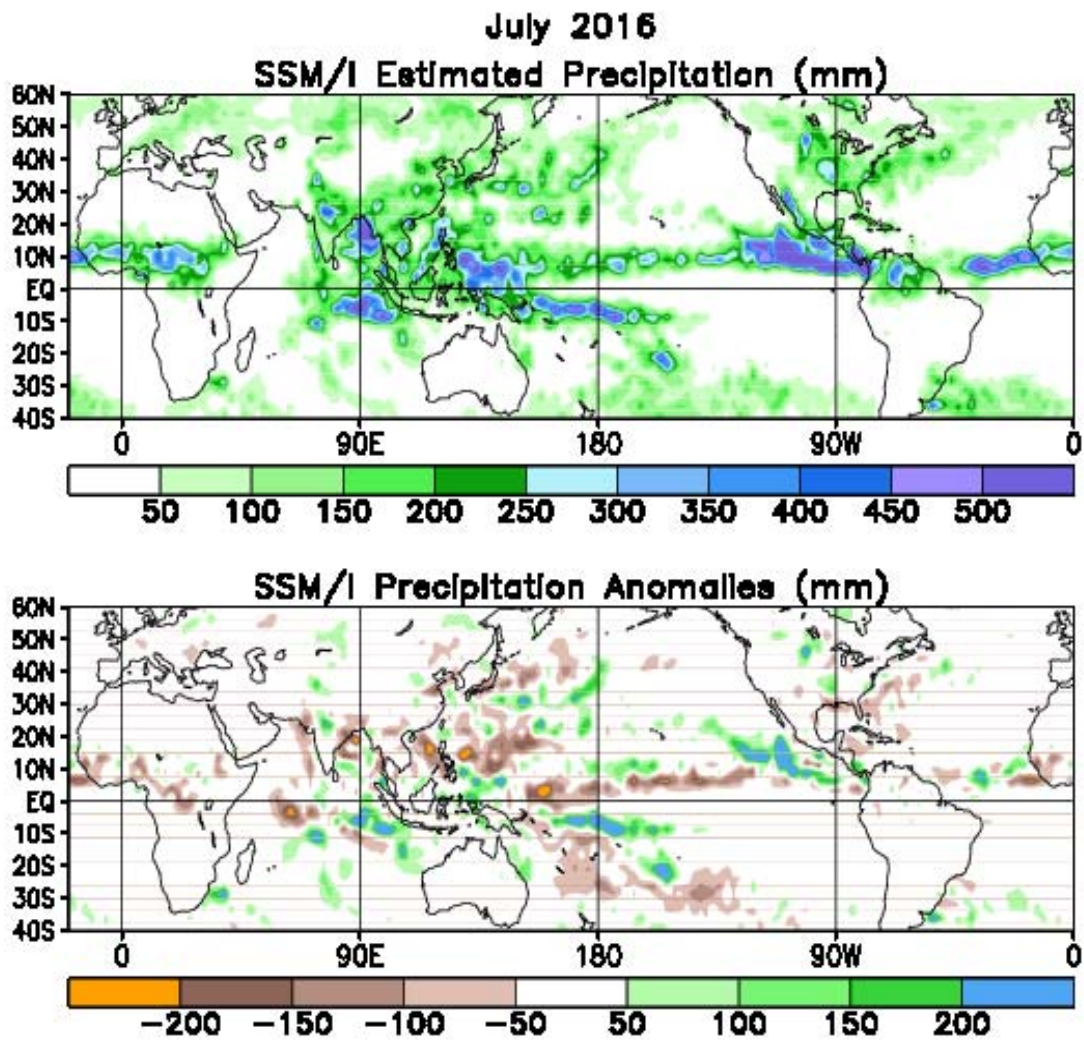 July 2016
SSM/I Estimated Precipitation (mm)
60N
50N
40N
30N
20N
10N
EQ
10S
20S
30S
40S
0 90E 180 90W 0
50 100 150 200 250 300 350 400 450 500
SSM/I Precipitation Anomalies (mm)
60N
50N
40N
30N
20N
10N
EQ
10S
20S
30S
40S
0 90E 180 90W 0
−200 −150 −100 −50 50 100 150 200